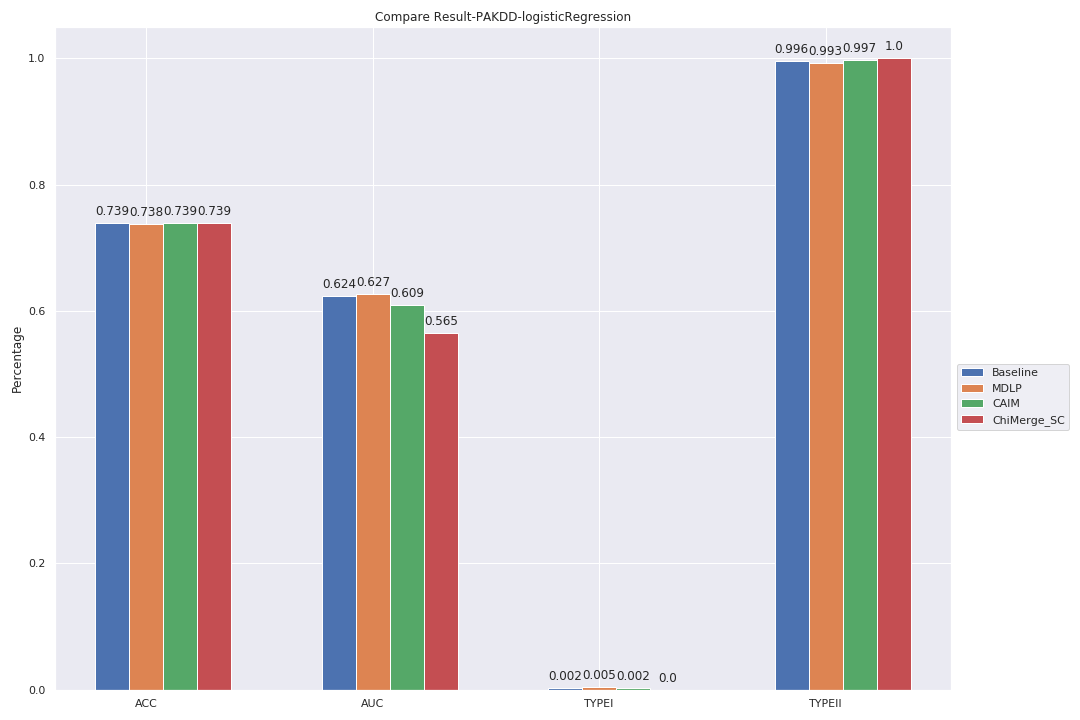 Compare Result-PAKDD-logisticRegression
Percentage
1.0
0.8
0.6
0.4
0.2
0.0
0.739 0.738 0.739 0.739
0.624 0.627 0.609 0.565
0.002 0.005 0.002 0.0
0.996 0.993 0.997 1.0
ACC AUC TYPEI TYPEII
Baseline
MDLP
CAIM
ChiMerge_SC